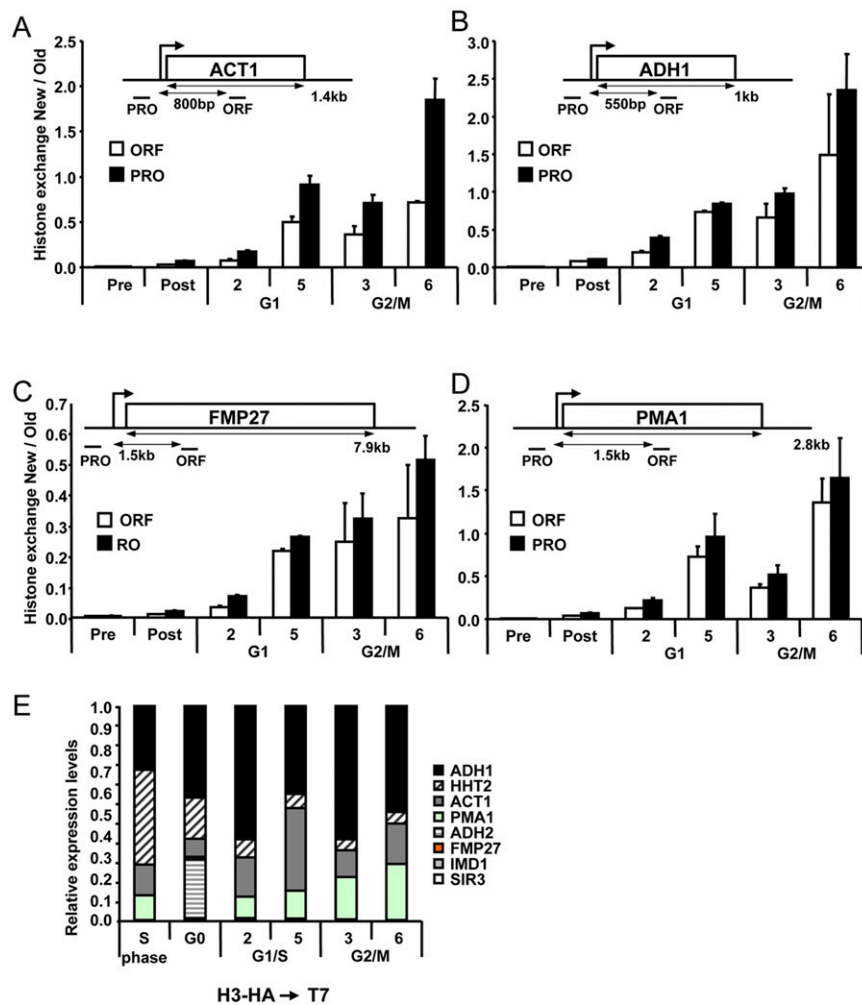 A
Histone exchange New / Old
2.5
2.0
1.5
1.0
0.5
0.0
ACT1
PRO
800bp
ORF
1.4kb
ORF
PRO
Pre Post 2 5 3 6
G1 G2/M
B
3.0
2.5
2.0
1.5
1.0
0.5
0.0
ADH1
PRO
550bp
ORF
1kb
ORF
PRO
Pre Post 2 5 3 6
G1 G2/M
C
Histone exchange New / Old
0.7
0.6
0.5
0.4
0.3
0.2
0.1
0.0
FMP27
PRO
1.5kb
ORF
7.9kb
ORF
RO
Pre Post 2 5 3 6
G1 G2/M
D
2.5
2.0
1.5
1.0
0.5
0.0
PMA1
PRO
1.5kb
ORF
2.8kb
ORF
PRO
Pre Post 2 5 3 6
G1 G2/M
E
Relative expression levels
1.0
0.9
0.8
0.7
0.6
0.5
0.4
0.3
0.2
0.1
0.0
ADH1
HHT2
ACT1
PMA1
ADH2
FMP27
IMD1
SIR3
S G0 2 5 3 6
phase G1/S G2/M
H3-HA → T7